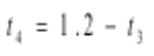 t₄ = 1.2 − t₃